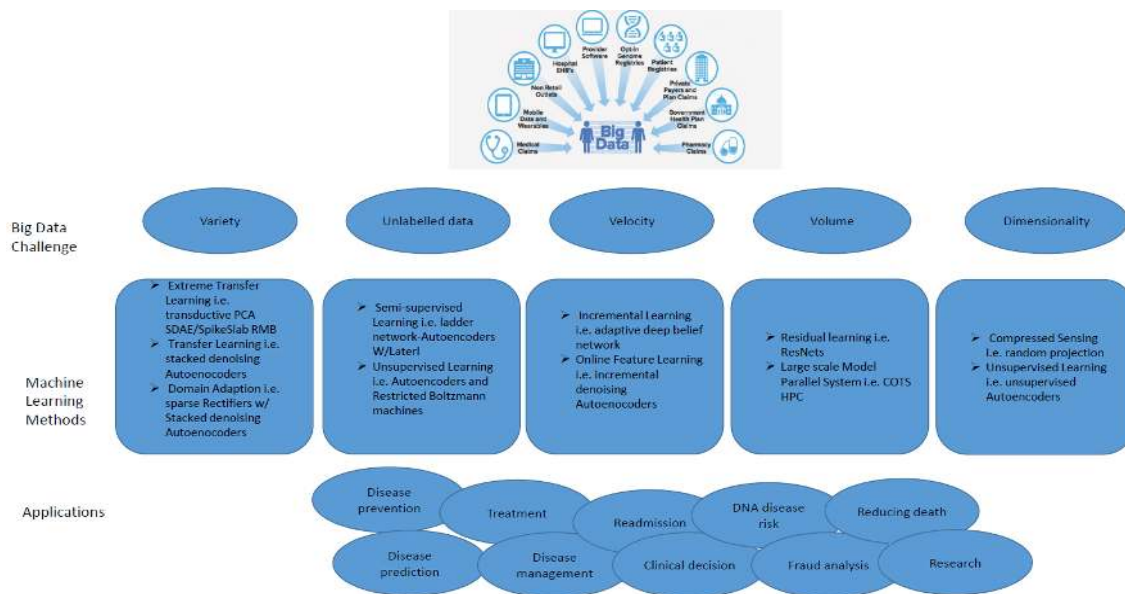 Provider
Software
Opt-in
Genome
Registries
Hospital
EHR's
Patient
Registries
Non Retail
Outlets
Private
Payers and
Plan Claims
Mobile
Data and
Wearables
Government
Health Plan
Claims
Medical
Claims
Big
Data
Pharmacy
Claims
Big Data
Challenge
Variety
Unlabelled data
Velocity
Volume
Dimensionality
Machine
Learning
Methods
➢ Extreme Transfer
Learning i.e.
transductive PCA
SDAE/SpikeSlab RMB
➢ Transfer Learning i.e.
stacked denoising
Autoenocoders
➢ Domain Adaption i.e.
sparse Rectifiers w/
Stacked denoising
Autoenocoders
➢ Semi-supervised
Learning i.e. ladder
network-Autoencoders
W/Laterl
➢ Unsupervised Learning
i.e. Autoencoders and
Restricted Boltzmann
machines
➢ Incremental Learning
i.e. adaptive deep belief
network
➢ Online Feature Learning
i.e. incremental
denoising
Autoenocoders
➢ Residual learning i.e.
ResNets
➢ Large scale Model
Parallel System i.e. COTS
HPC
➢ Compressed Sensing
i.e. random projection
➢ Unsupervised Learning
i.e. unsupervised
Autoencoders
Applications
Disease
prevention
Treatment
Readmission
DNA disease
risk
Reducing death
Disease
prediction
Disease
management
Clinical decision
Fraud analysis
Research